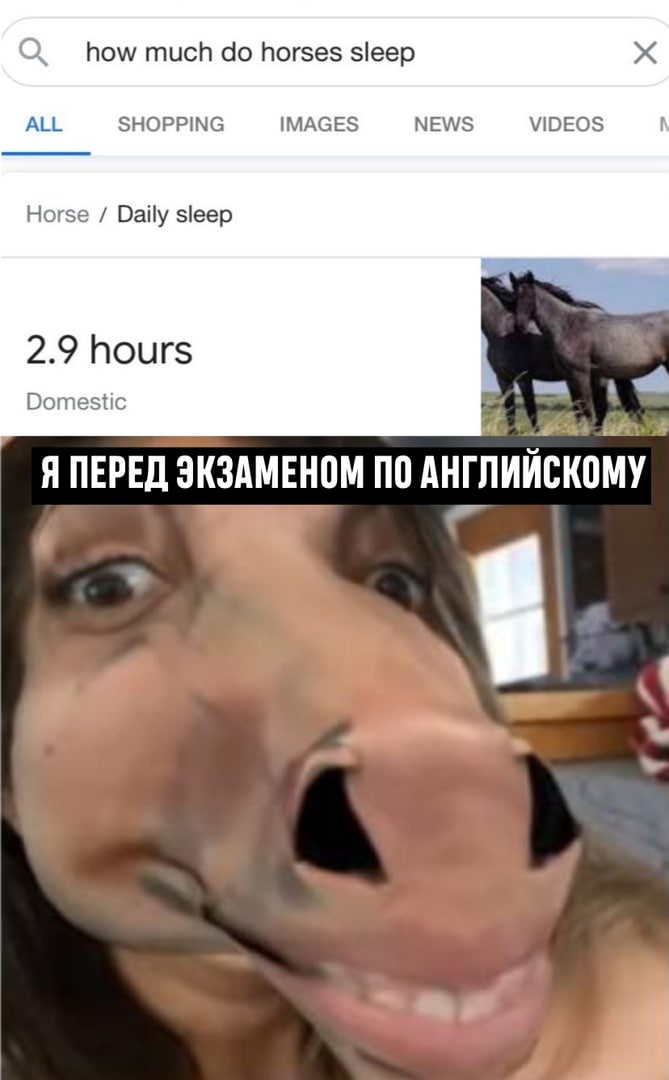 how much do horses sleep
ALL SHOPPING IMAGES NEWS VIDEOS
Horse / Daily sleep
2.9 hours
Domestic
Я ПЕРЕД ЭКЗАМЕНОМ ПО АНГЛИЙСКОМУ